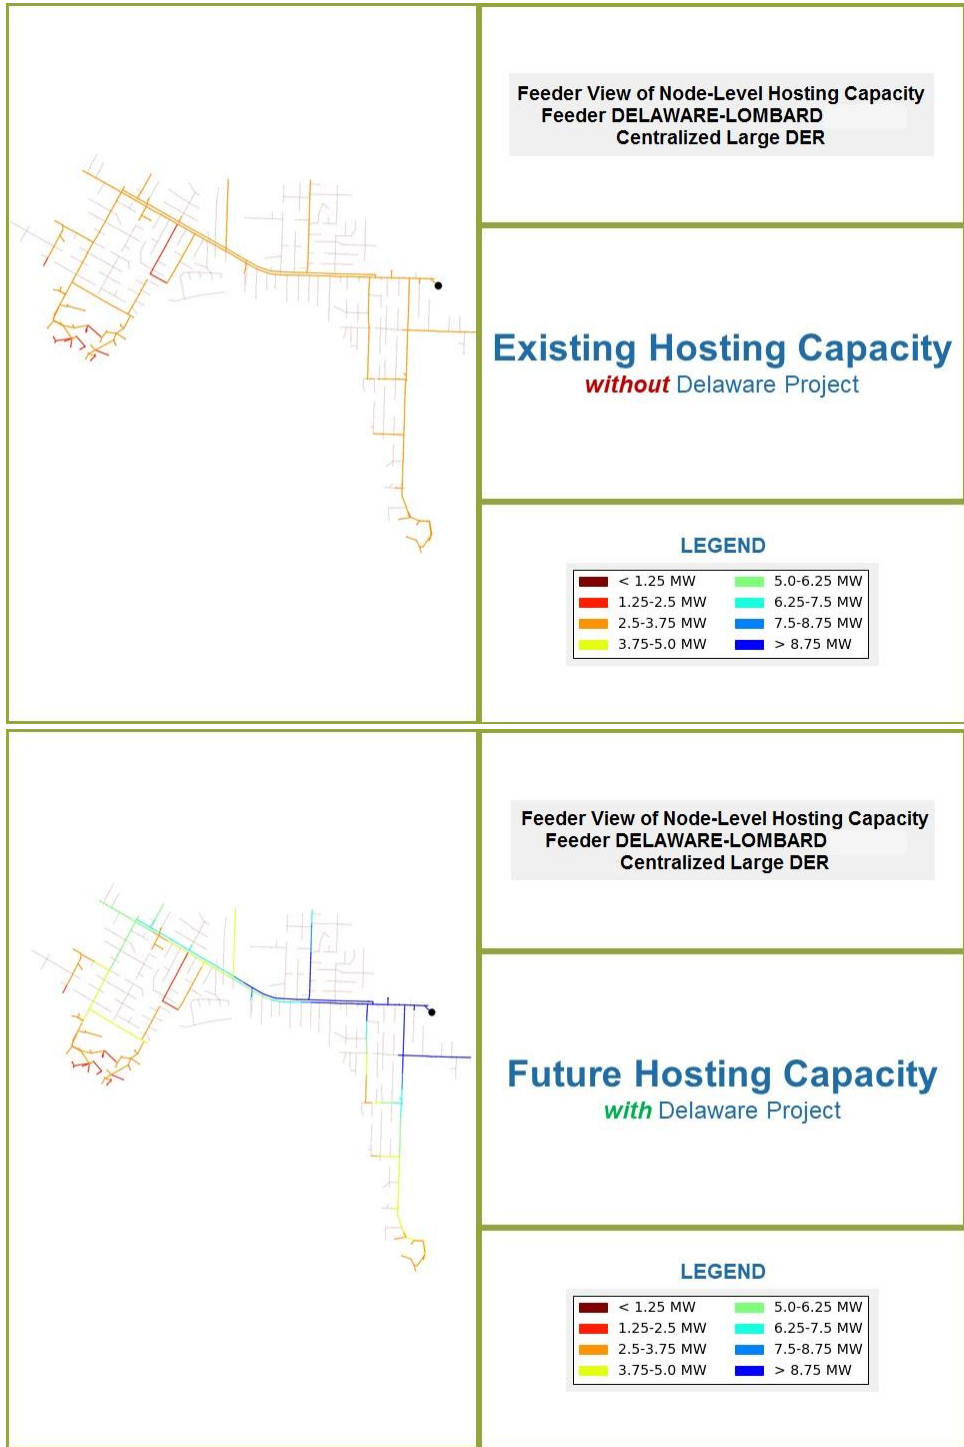 Feeder View of Node-Level Hosting Capacity
Feeder DELAWARE-LOMBARD
Centralized Large DER
Existing Hosting Capacity
without Delaware Project
LEGEND
< 1.25 MW
1.25-2.5 MW
2.5-3.75 MW
3.75-5.0 MW
5.0-6.25 MW
6.25-7.5 MW
7.5-8.75 MW
> 8.75 MW
Feeder View of Node-Level Hosting Capacity
Feeder DELAWARE-LOMBARD
Centralized Large DER
Future Hosting Capacity
with Delaware Project
LEGEND
< 1.25 MW
1.25-2.5 MW
2.5-3.75 MW
3.75-5.0 MW
5.0-6.25 MW
6.25-7.5 MW
7.5-8.75 MW
> 8.75 MW